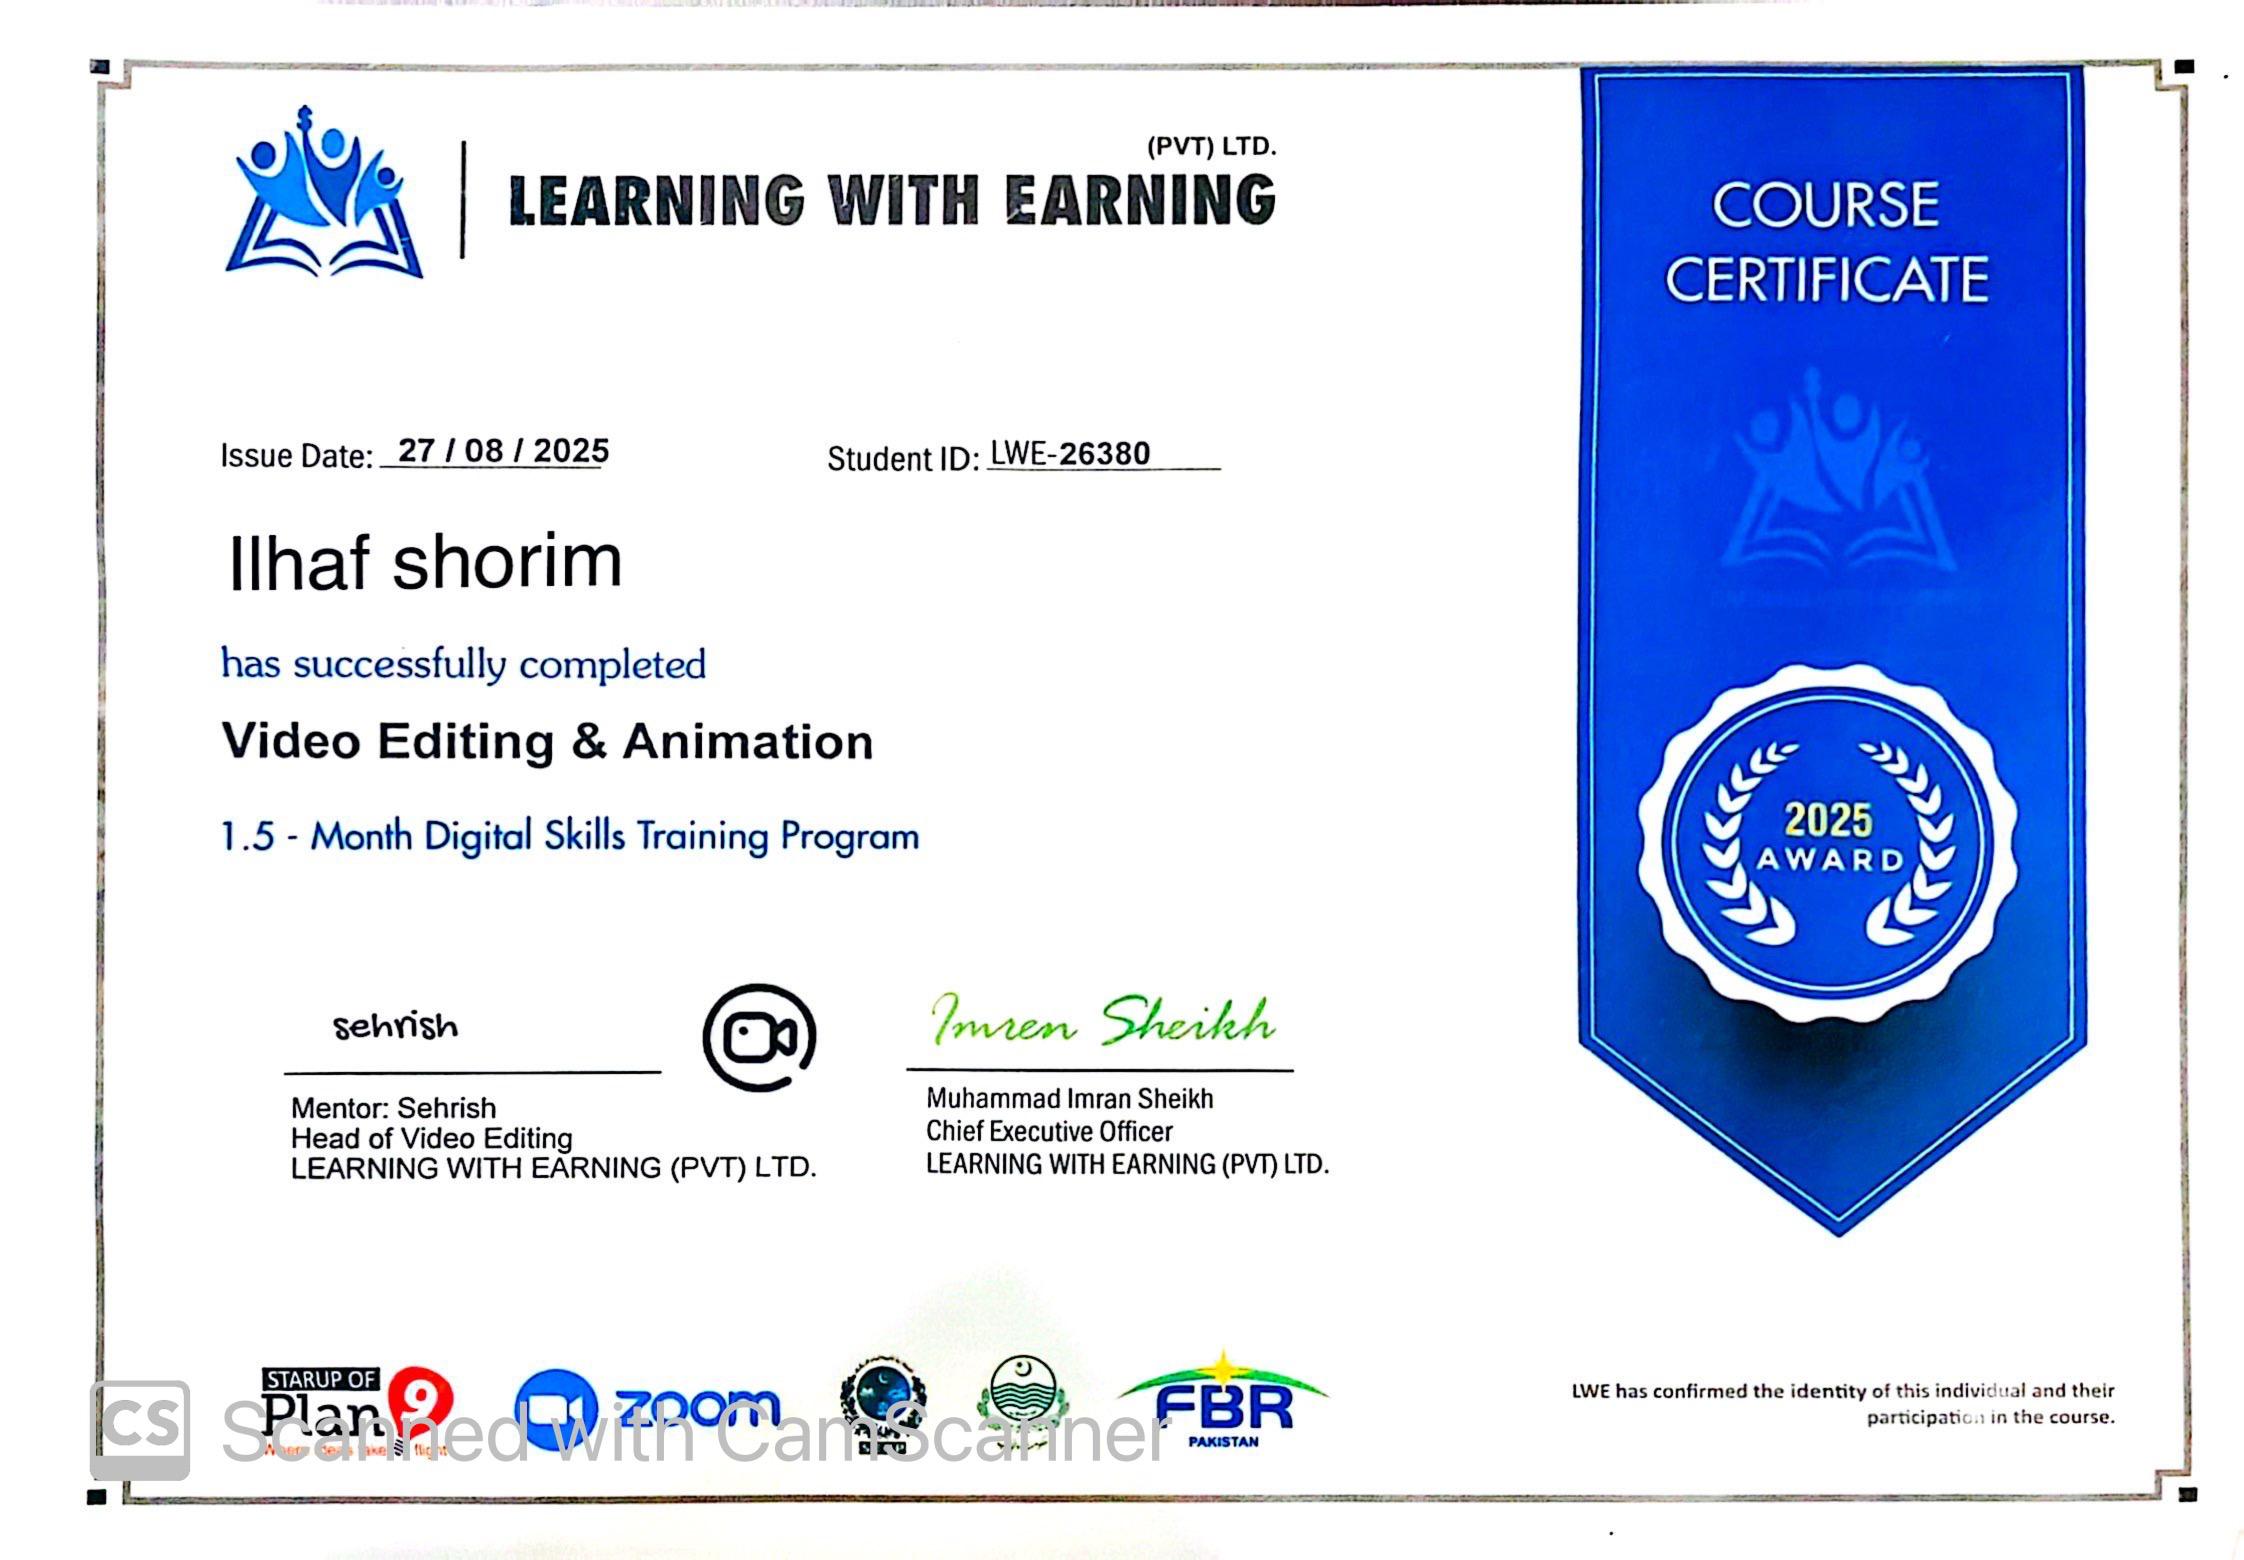 (PVT) LTD.
LEARNING WITH EARNING
COURSE
CERTIFICATE
Issue Date: 27 / 08 / 2025
Student ID: LWE-26380
Ilhaf shorim
has successfully completed
Video Editing & Animation
1.5 - Month Digital Skills Training Program
2025
AWARD
sehrish
Imren Sheikh
Mentor: Sehrish
Head of Video Editing
LEARNING WITH EARNING (PVT) LTD.
Muhammad Imran Sheikh
Chief Executive Officer
LEARNING WITH EARNING (PVT) LTD.
STARUP OF
Plan 9
zoom
FBR
PAKISTAN
LWE has confirmed the identity of this individual and their
participation in the course.
CS Scanned with CamScanner